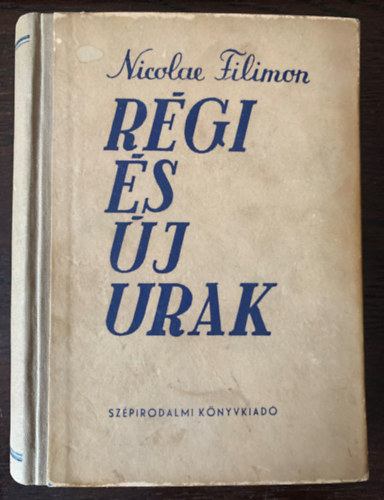 Nicolae Filimon
RÉGI
ÉS
ÚJ
URAK
SZÉPIRODALMI KÖNYVKIADÓ